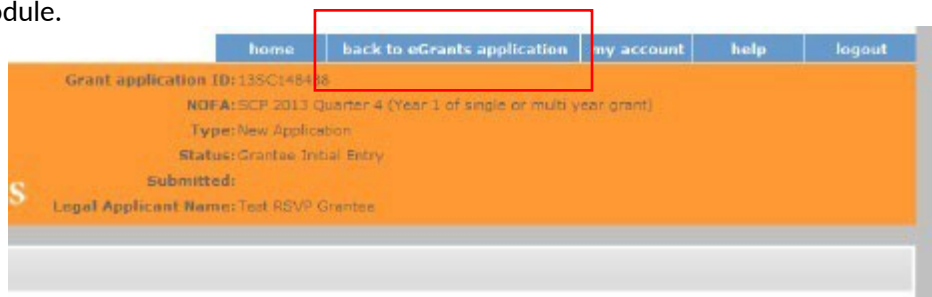 odule.
home back to eGrants application my account help logout
Grant application ID: 13SC148488
NOFA: SCP 2013 Quarter 4 (Year 1 of single or multi year grant)
Type: New Application
Status: Grantee Initial Entry
Submitted:
s
Legal Applicant Name: Test RSVP Grantee